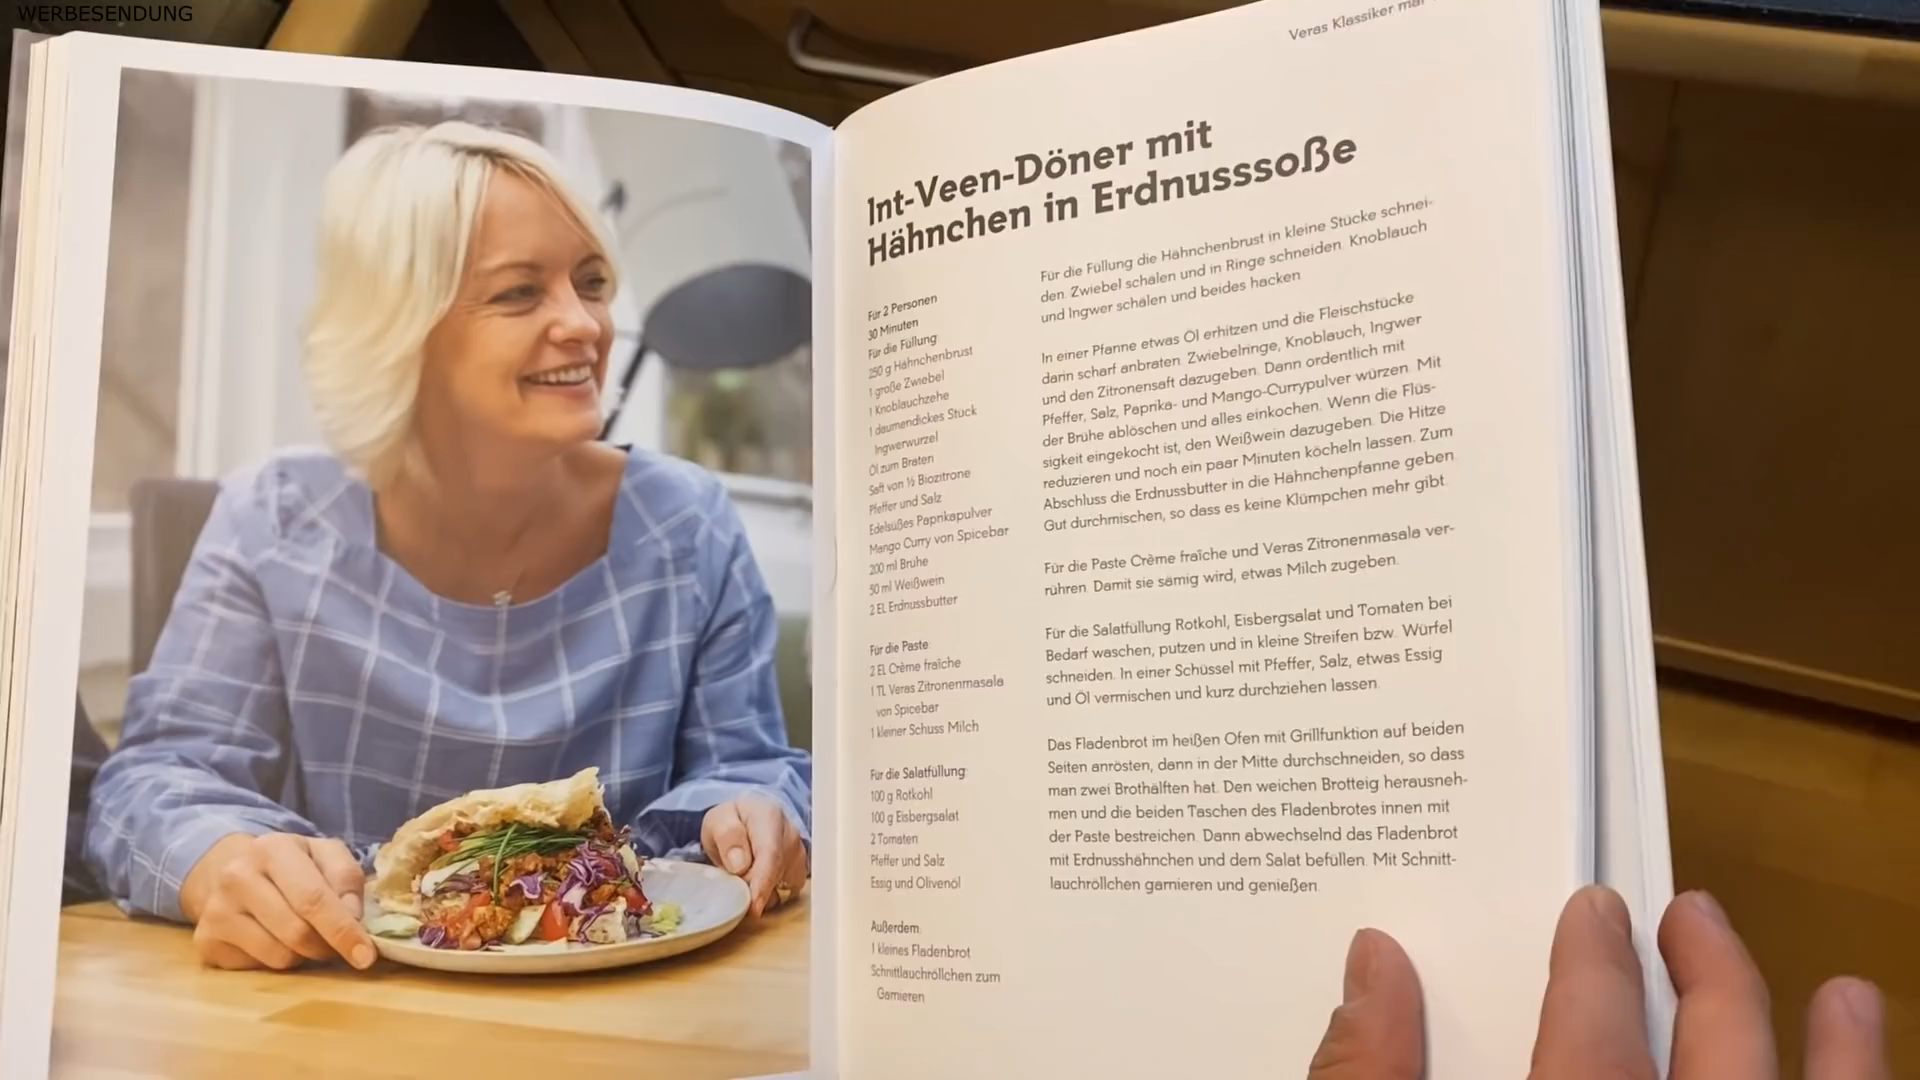 WERBESENDUNG
Veras Klassiker mal
Int-Veen-Döner mit
Hähnchen in Erdnusssoße
Für 2 Personen
30 Minuten
Für die Füllung
250 g Hähnchenbrust
1 große Zwiebel
1 Knoblauchzehe
1 daumendickes Stück
Ingwerwurzel
Öl zum Braten
Saft von ½ Biozitrone
Pfeffer und Salz
Edelsüßes Paprikapulver
Mango Curry von Spicebar
200 ml Brühe
50 ml Weißwein
2 EL Erdnussbutter
Für die Paste:
2 EL Crème fraîche
1 TL Veras Zitronenmasala
von Spicebar
1 kleiner Schuss Milch
Für die Salatfüllung:
100 g Rotkohl
100 g Eisbergsalat
2 Tomaten
Pfeffer und Salz
Essig und Olivenöl
Außerdem:
1 kleines Fladenbrot
Schnittlauchröllchen zum
Garnieren
Für die Füllung die Hähnchenbrust in kleine Stücke schnei-
den. Zwiebel schälen und in Ringe schneiden. Knoblauch
und Ingwer schälen und beides hacken.
In einer Pfanne etwas Öl erhitzen und die Fleischstücke
darin scharf anbraten. Zwiebelringe, Knoblauch, Ingwer
und den Zitronensaft dazugeben. Dann ordentlich mit
Pfeffer, Salz, Paprika- und Mango-Currypulver würzen. Mit
der Brühe ablöschen und alles einkochen. Wenn die Flüs-
sigkeit eingekocht ist, den Weißwein dazugeben. Die Hitze
reduzieren und noch ein paar Minuten köcheln lassen. Zum
Abschluss die Erdnussbutter in die Hähnchenpfanne geben.
Gut durchmischen, so dass es keine Klümpchen mehr gibt.
Für die Paste Crème fraîche und Veras Zitronenmasala ver-
rühren. Damit sie sämig wird, etwas Milch zugeben.
Für die Salatfüllung Rotkohl, Eisbergsalat und Tomaten bei
Bedarf waschen, putzen und in kleine Streifen bzw. Würfel
schneiden. In einer Schüssel mit Pfeffer, Salz, etwas Essig
und Öl vermischen und kurz durchziehen lassen.
Das Fladenbrot im heißen Ofen mit Grillfunktion auf beiden
Seiten anrösten, dann in der Mitte durchschneiden, so dass
man zwei Brothälften hat. Den weichen Brotteig herausneh-
men und die beiden Taschen des Fladenbrotes innen mit
der Paste bestreichen. Dann abwechselnd das Fladenbrot
mit Erdnusshähnchen und dem Salat befüllen. Mit Schnitt-
lauchröllchen garnieren und genießen.